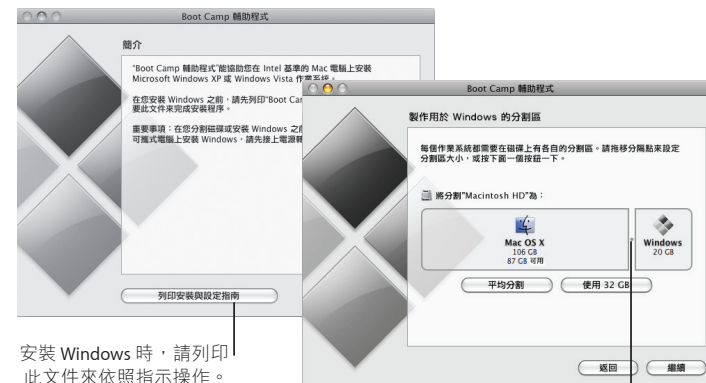 Boot Camp 輔助程式
簡介
"Boot Camp 輔助程式"能協助您在 Intel 基準的 Mac 電腦上安裝
Microsoft Windows XP 或 Windows Vista 作業系統。
在您安裝 Windows 之前，請先列印"Boot Cam
要此文件來完成安裝程序。
重要事項：在您分割磁碟或安裝 Windows 之前
可攜式電腦上安裝 Windows，請先接上電源
列印安裝與設定指南
Boot Camp 輔助程式
製作用於 Windows 的分割區
每個作業系統都需要在磁碟上有各自的分割區。請拖移分隔點來設定
分割區大小，或按下面一個按鈕一下。
將分割"Macintosh HD"為：
Mac OS X
106 GB
87 GB 可用
Windows
20 GB
平均分割
使用 32 GB
返回
繼續
安裝 Windows 時，請列印
此文件來依照指示操作。